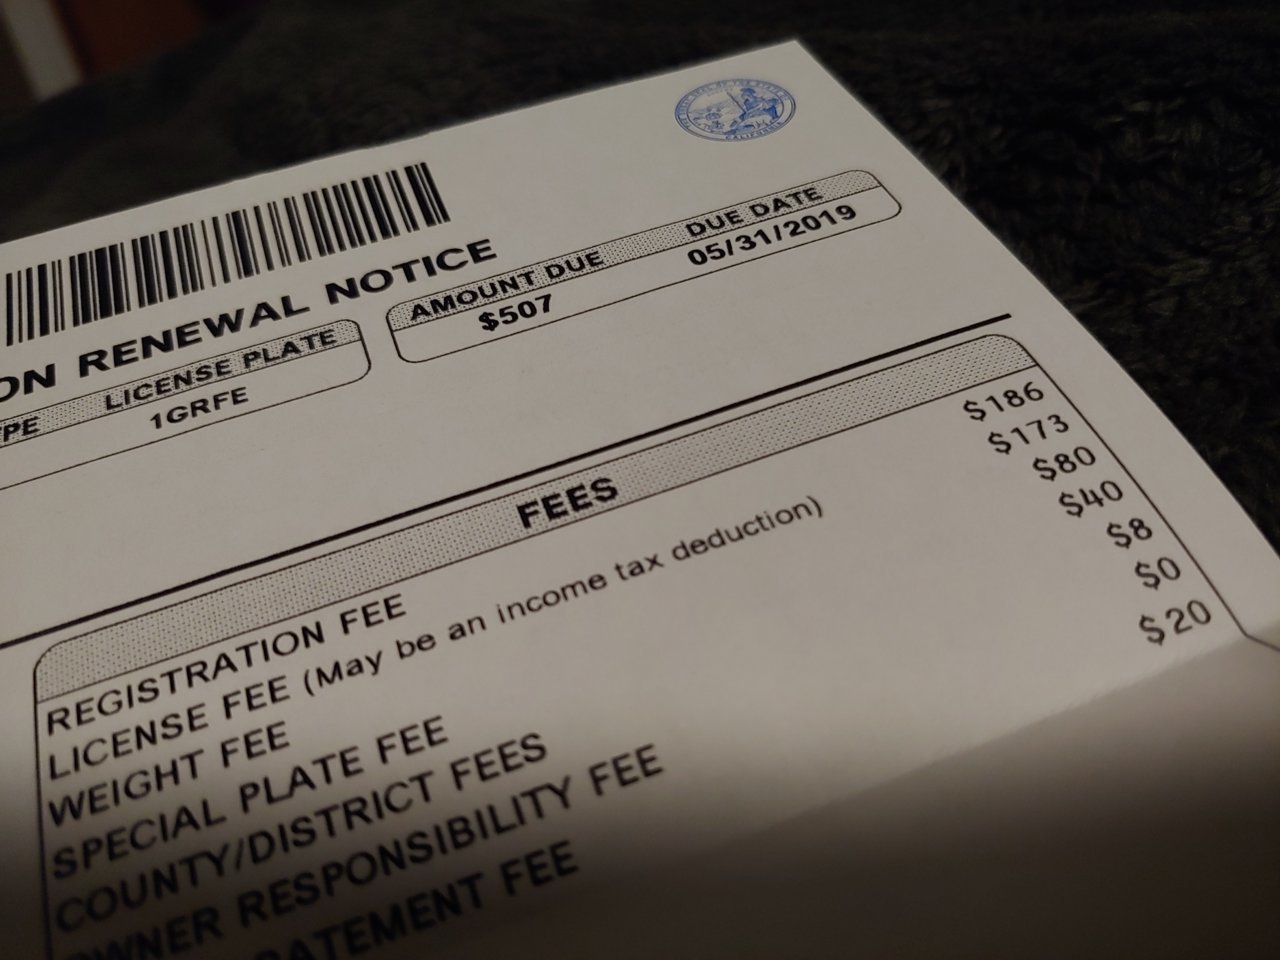 CALIFORNIA
ON RENEWAL NOTICE
PE LICENSE PLATE
1GRFE
AMOUNT DUE DUE DATE
$507 05/31/2019
FEES
REGISTRATION FEE $186
LICENSE FEE (May be an income tax deduction) $173
WEIGHT FEE $80
SPECIAL PLATE FEE $40
COUNTY/DISTRICT FEES $8
OWNER RESPONSIBILITY FEE $0
ATEMENT FEE $20